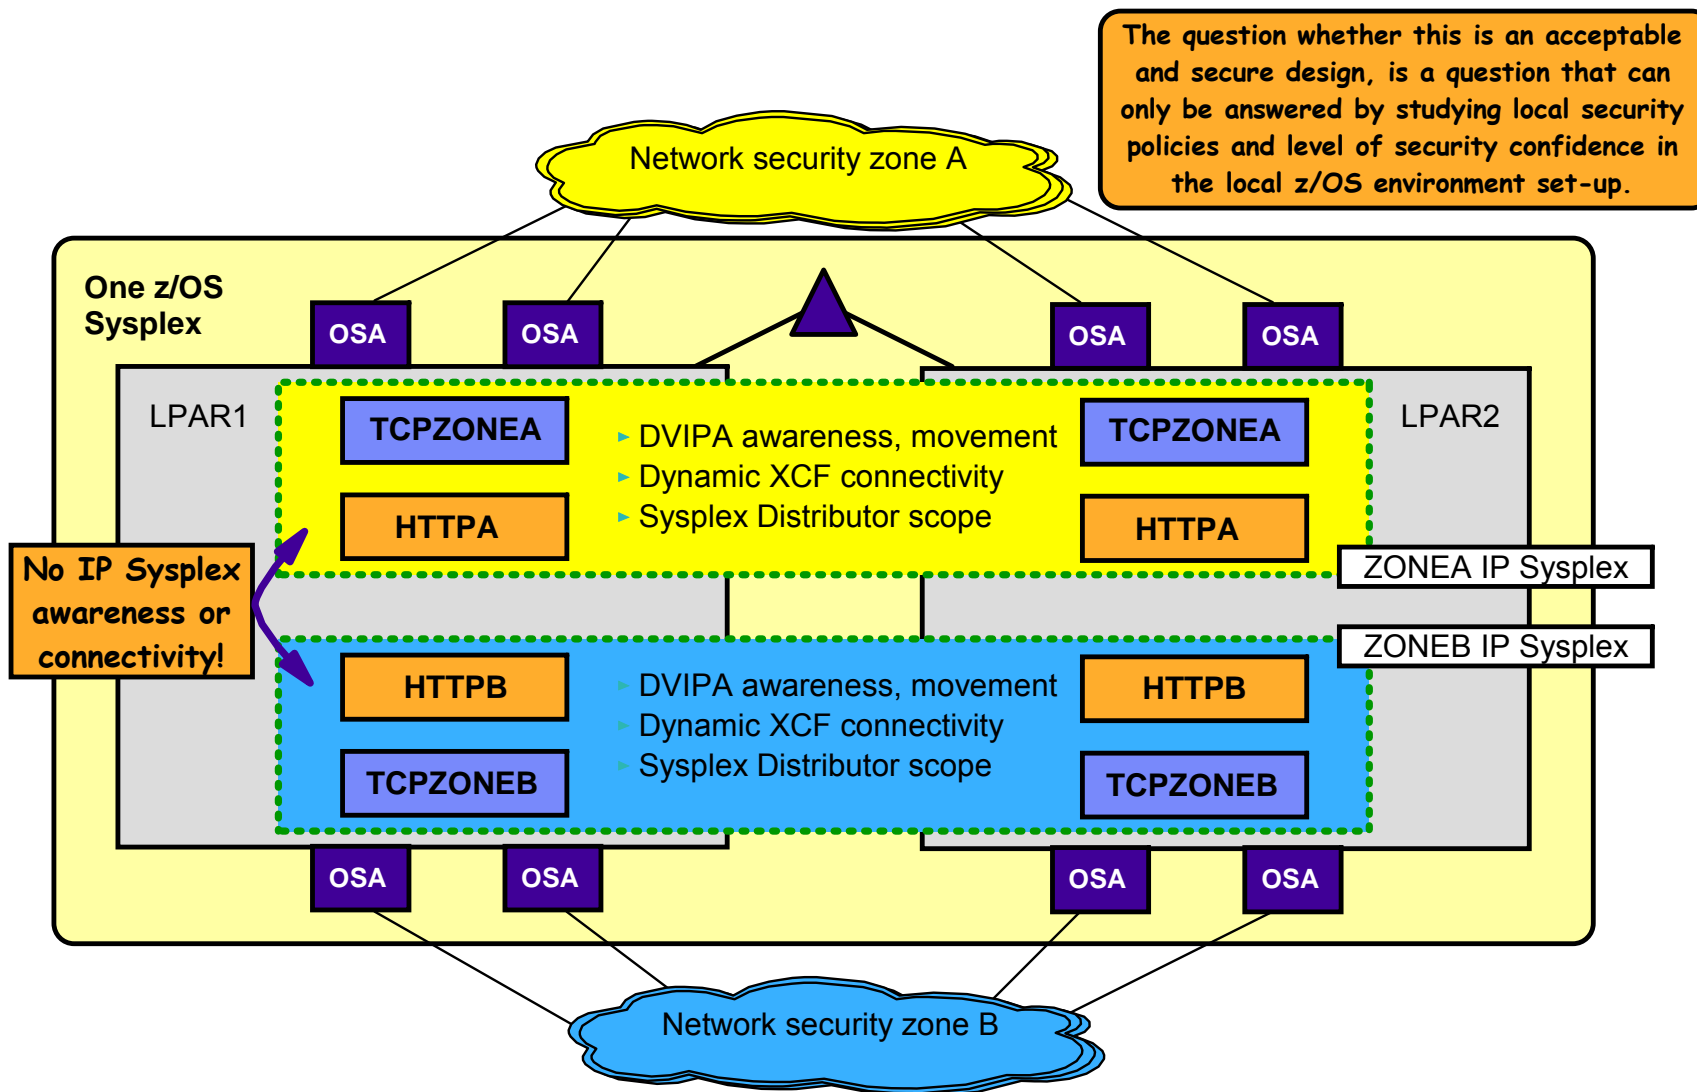 The question whether this is an acceptable
and secure design, is a question that can
only be answered by studying local security
policies and level of security confidence in
the local z/OS environment set-up.
Network security zone A
One z/OS
Sysplex
OSA
OSA
OSA
OSA
LPAR1
LPAR2
TCPZONEA
HTTPA
► DVIPA awareness, movement
► Dynamic XCF connectivity
► Sysplex Distributor scope
TCPZONEA
HTTPA
No IP Sysplex
awareness or
connectivity!
ZONEA IP Sysplex
ZONEB IP Sysplex
HTTPB
TCPZONEB
► DVIPA awareness, movement
► Dynamic XCF connectivity
► Sysplex Distributor scope
HTTPB
TCPZONEB
OSA
OSA
OSA
OSA
Network security zone B